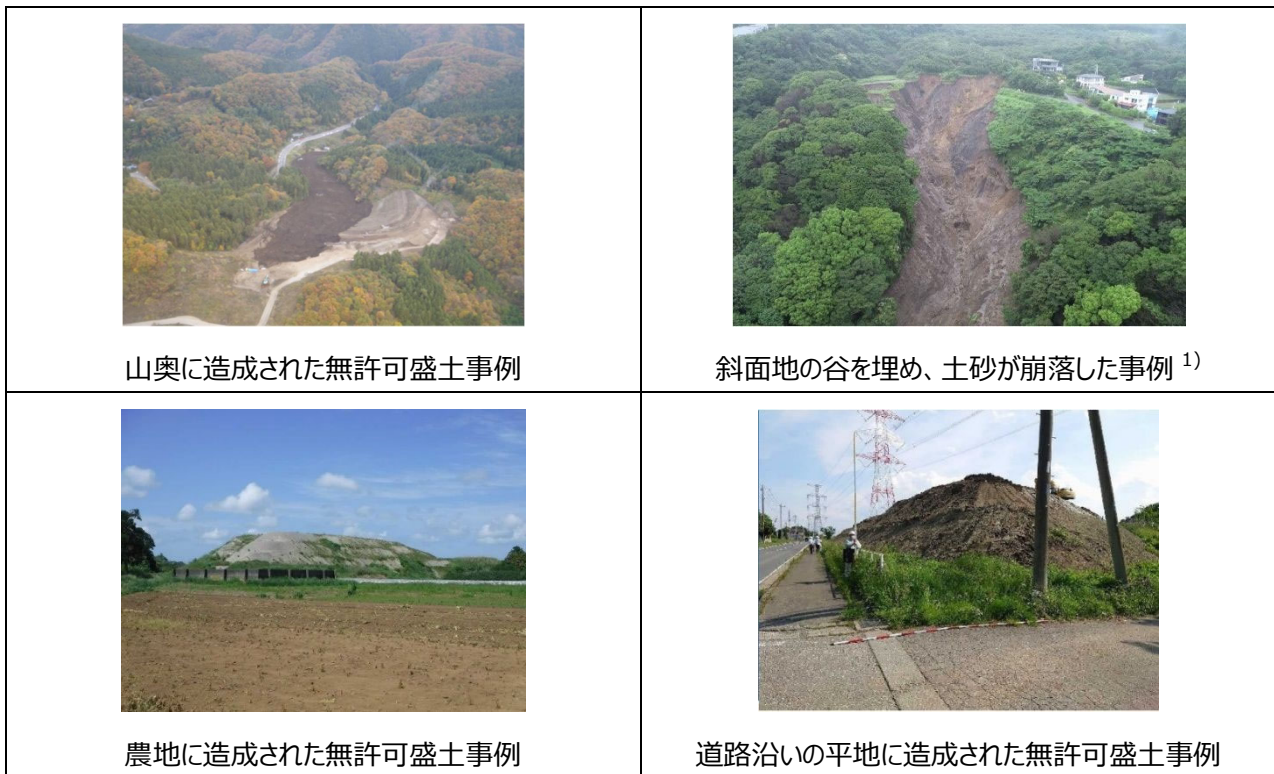 山奥に造成された無許可盛土事例
斜面地の谷を埋め、土砂が崩落した事例 1)
農地に造成された無許可盛土事例
道路沿いの平地に造成された無許可盛土事例